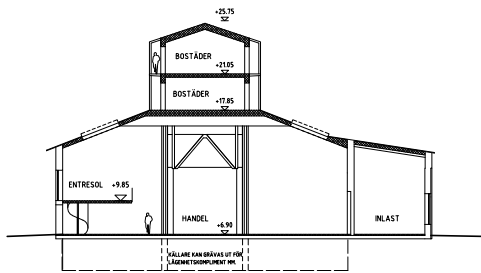 +25.75
BOSTÄDER
+21.05
BOSTÄDER
+17.85
ENTRESOL +9.85
HANDEL
+6.90
INLAST
KÄLLARE KAN GRÄVAS UT FÖR
LÄGENHETSKOMPLIMENT MM.